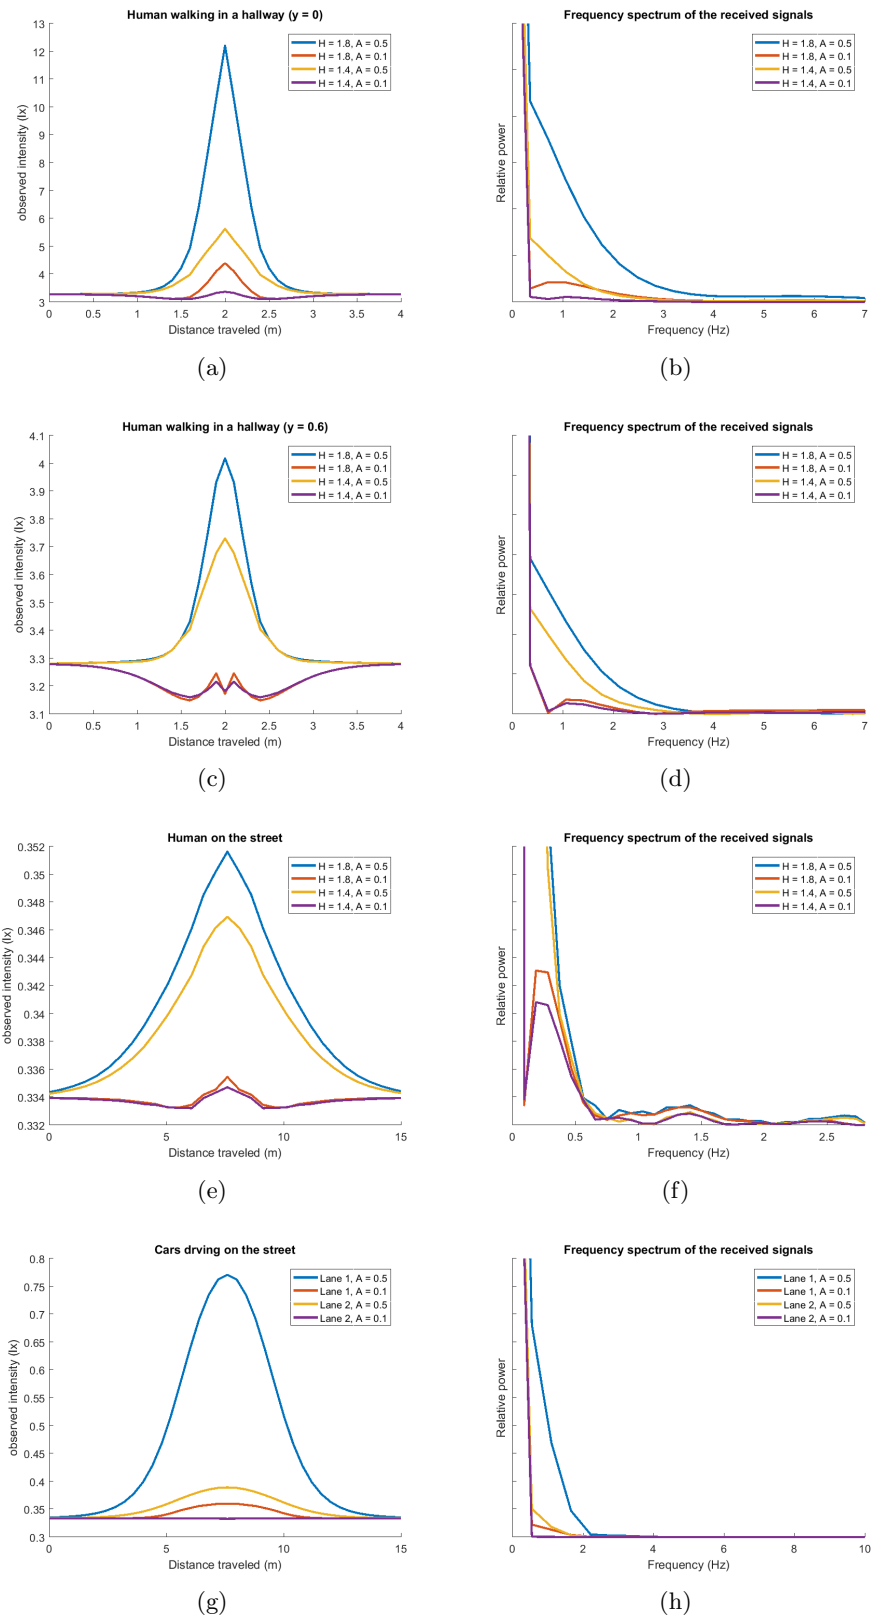 Human walking in a hallway (y = 0)
observed intensity (lx)
13
12
11
10
9
8
7
6
5
4
3
H = 1.8, A = 0.5
H = 1.8, A = 0.1
H = 1.4, A = 0.5
H = 1.4, A = 0.1
0 0.5 1 1.5 2 2.5 3 3.5 4
Distance traveled (m)
(a)
Frequency spectrum of the received signals
Relative power
H = 1.8, A = 0.5
H = 1.8, A = 0.1
H = 1.4, A = 0.5
H = 1.4, A = 0.1
0 1 2 3 4 5 6 7
Frequency (Hz)
(b)
Human walking in a hallway (y = 0.6)
observed intensity (lx)
4.1
4
3.9
3.8
3.7
3.6
3.5
3.4
3.3
3.2
3.1
H = 1.8, A = 0.5
H = 1.8, A = 0.1
H = 1.4, A = 0.5
H = 1.4, A = 0.1
0 0.5 1 1.5 2 2.5 3 3.5 4
Distance traveled (m)
(c)
Frequency spectrum of the received signals
Relative power
H = 1.8, A = 0.5
H = 1.8, A = 0.1
H = 1.4, A = 0.5
H = 1.4, A = 0.1
0 1 2 3 4 5 6 7
Frequency (Hz)
(d)
Human on the street
observed intensity (lx)
0.352
0.35
0.348
0.346
0.344
0.342
0.34
0.338
0.336
0.334
0.332
H = 1.8, A = 0.5
H = 1.8, A = 0.1
H = 1.4, A = 0.5
H = 1.4, A = 0.1
0 5 10 15
Distance traveled (m)
(e)
Frequency spectrum of the received signals
Relative power
H = 1.8, A = 0.5
H = 1.8, A = 0.1
H = 1.4, A = 0.5
H = 1.4, A = 0.1
0 0.5 1 1.5 2 2.5
Frequency (Hz)
(f)
Cars drving on the street
observed intensity (lx)
0.8
0.75
0.7
0.65
0.6
0.55
0.5
0.45
0.4
0.35
0.3
Lane 1, A = 0.5
Lane 1, A = 0.1
Lane 2, A = 0.5
Lane 2, A = 0.1
0 5 10 15
Distance traveled (m)
(g)
Frequency spectrum of the received signals
Relative power
Lane 1, A = 0.5
Lane 1, A = 0.1
Lane 2, A = 0.5
Lane 2, A = 0.1
0 2 4 6 8 10
Frequency (Hz)
(h)